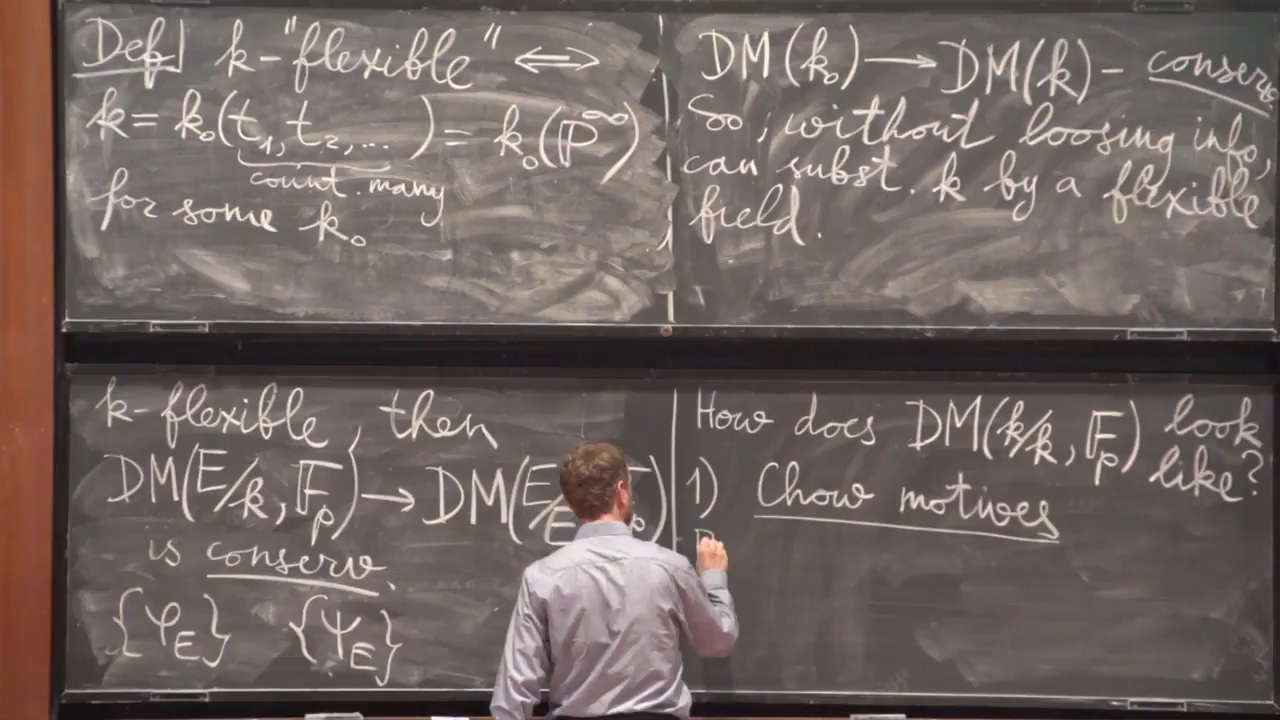 Def] k-"flexible" ⟺
k = k₀(t₁, t₂, ...) = k₀(ℙ^∞)
count. many
for some k₀
DM(k₀) → DM(k) - conserv.
So, without loosing info,
can subst. k by a flexible
field.
k-flexible, then
DM(E/k, 𝔽_p) → DM(E/E
is conserv.
{φ_E} {ψ_E}
How does DM(k/k, 𝔽_p) look
like?
1) Chow motives